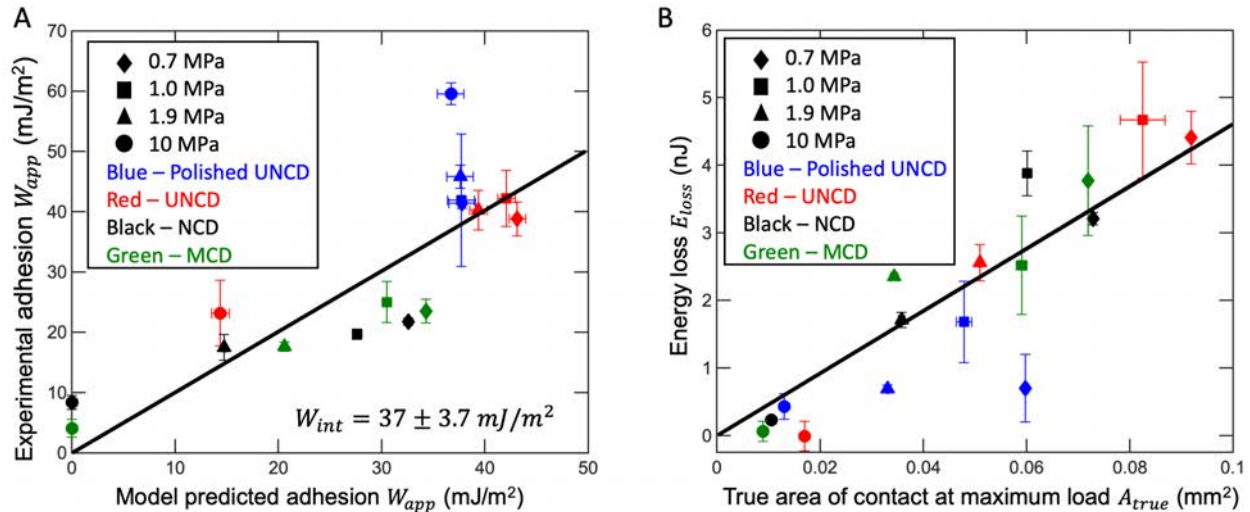 A
70
60
50
40
30
20
10
0
0
10
20
30
40
50
Experimental adhesion W_app (mJ/m²)
Model predicted adhesion W_app (mJ/m²)
0.7 MPa
1.0 MPa
1.9 MPa
10 MPa
Blue – Polished UNCD
Red – UNCD
Black – NCD
Green – MCD
W_int = 37 ± 3.7 mJ/m²
B
6
5
4
3
2
1
0
0
0.02
0.04
0.06
0.08
0.1
Energy loss E_loss (nJ)
True area of contact at maximum load A_true (mm²)
0.7 MPa
1.0 MPa
1.9 MPa
10 MPa
Blue – Polished UNCD
Red – UNCD
Black – NCD
Green – MCD